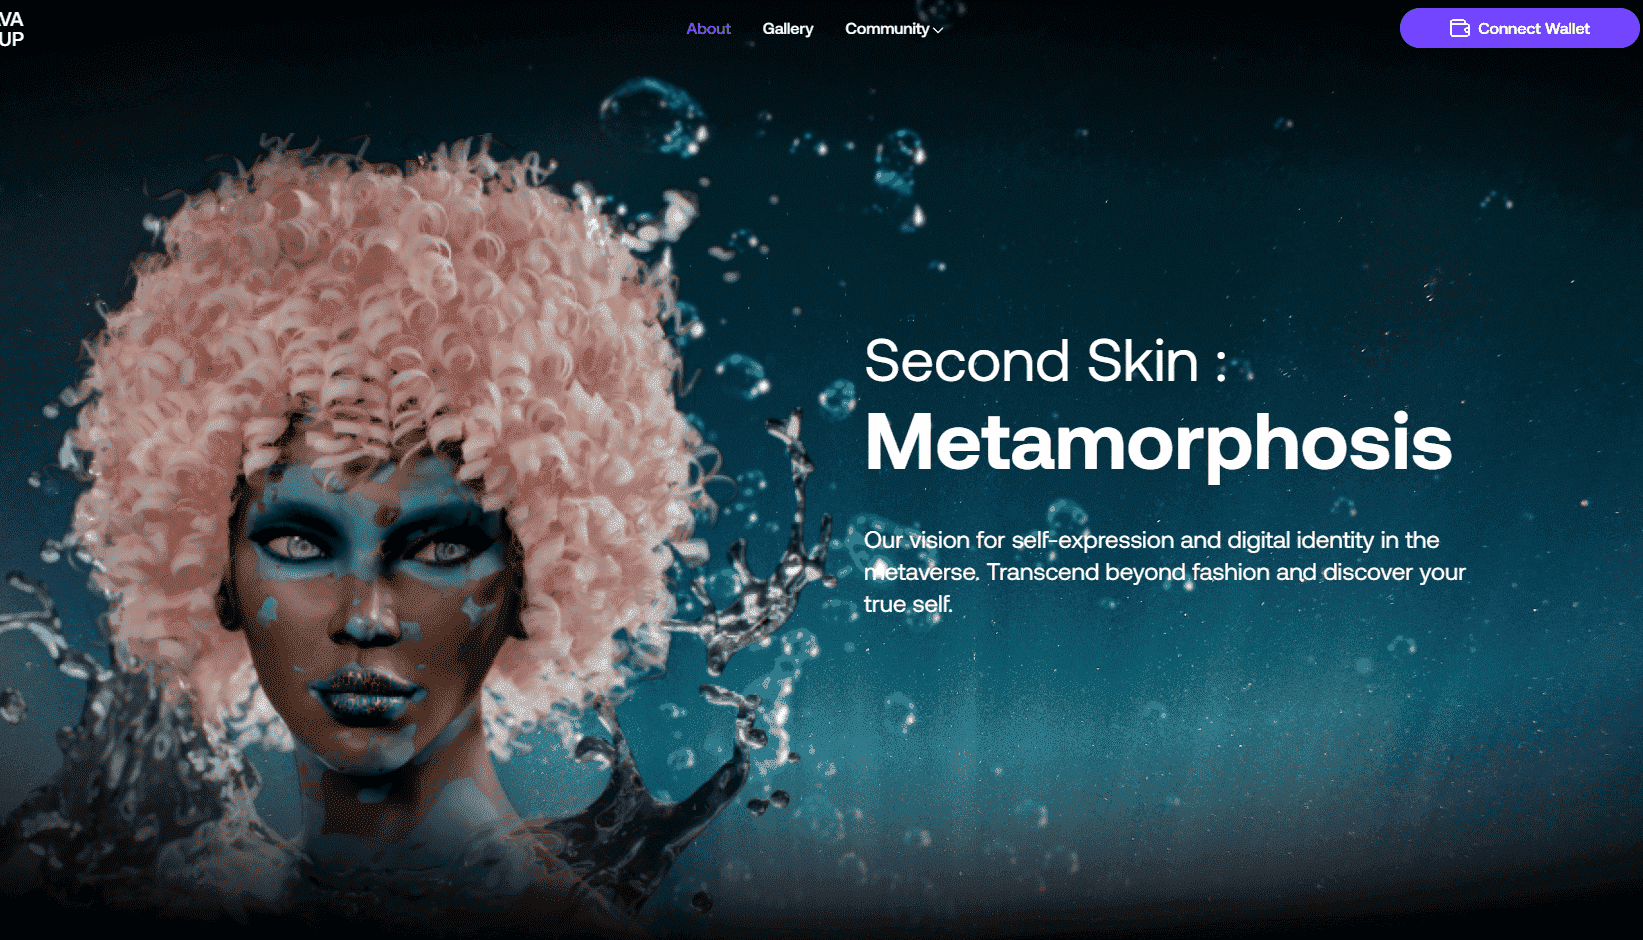 VA
UP
About
Gallery
Community
Connect Wallet
Second Skin :
Metamorphosis
Our vision for self-expression and digital identity in the
metaverse. Transcend beyond fashion and discover your
true self.